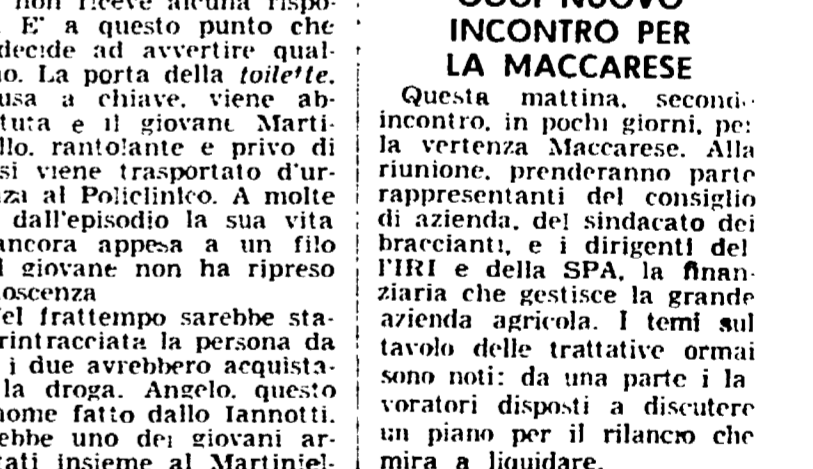 non riceve alcuna rispo-
. E' a questo punto che
decide ad avvertire qual-
o. La porta della toilette,
usa a chiave, viene ab-
tuta e il giovane Marti-
llo, rantolante e privo di
si viene trasportato d'ur-
za al Policlinico. A molte
dall'episodio la sua vita
ancora appesa a un filo
l giovane non ha ripreso
oscenza
el frattempo sarebbe sta-
rintracciata la persona da
i due avrebbero acquista-
la droga. Angelo, questo
nome fatto dallo Iannotti.
ebbe uno dei giovani ar-
ati insieme al Martiniel-
OGGI NUOVO
INCONTRO PER
LA MACCARESE
Questa mattina, secondo
incontro, in pochi giorni, per
la vertenza Maccarese. Alla
riunione, prenderanno parte
rappresentanti del consiglio
di azienda, del sindacato dei
braccianti, e i dirigenti del
l'IRI e della SPA, la finan-
ziaria che gestisce la grande
azienda agricola. I temi sul
tavolo delle trattative ormai
sono noti: da una parte i la
voratori disposti a discutere
un piano per il rilancio che
mira a liquidare.